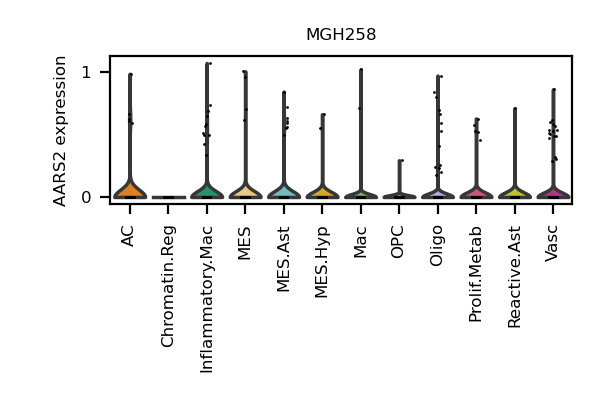 MGH258
AARS2 expression
1
0
AC
Chromatin.Reg
Inflammatory.Mac
MES
MES.Ast
MES.Hyp
Mac
OPC
Oligo
Prolif.Metab
Reactive.Ast
Vasc